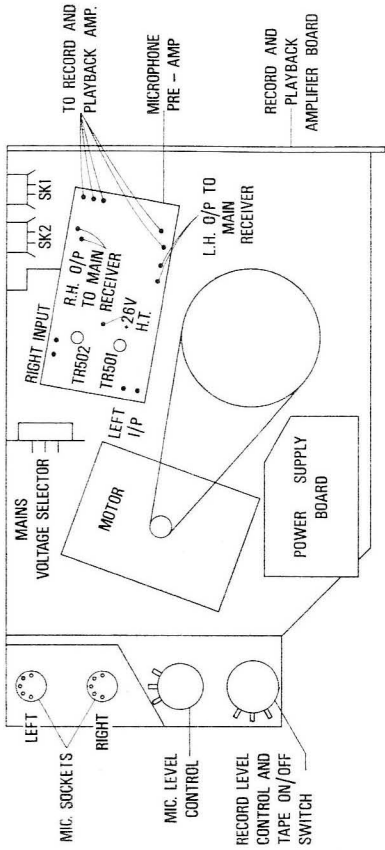 TO RECORD AND
PLAYBACK AMP.
MICROPHONE
PRE - AMP
RECORD AND
PLAYBACK
AMPLIFIER BOARD
SK1
SK2
R.H. O/P
TO MAIN
RECEIVER
L.H. O/P TO
MAIN
RECEIVER
RIGHT INPUT
TR502
TR501
+26V
H.T.
LEFT
I/P
MAINS
VOLTAGE SELECTOR
MOTOR
POWER SUPPLY
BOARD
MIC. SOCKETS
LEFT
RIGHT
MIC. LEVEL
CONTROL
RECORD LEVEL
CONTROL AND
TAPE ON/OFF
SWITCH